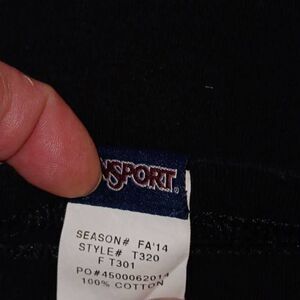 NSPORT®
SEASON# FA'14
STYLE# T320
F T301
PO#4500062014
100% COTTON